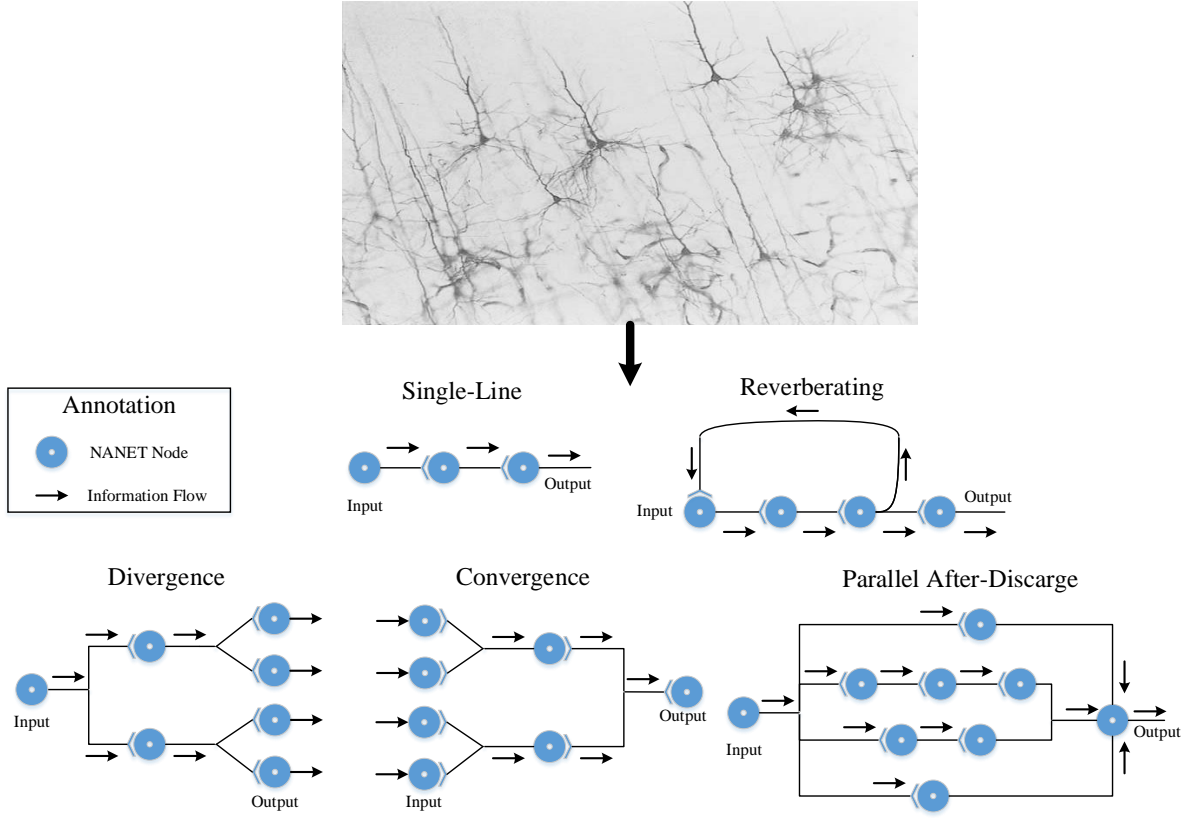 Annotation
NANET Node
Information Flow
Single-Line
Input
Output
Reverberating
Input
Output
Divergence
Input
Output
Convergence
Input
Output
Parallel After-Discarge
Input
Output